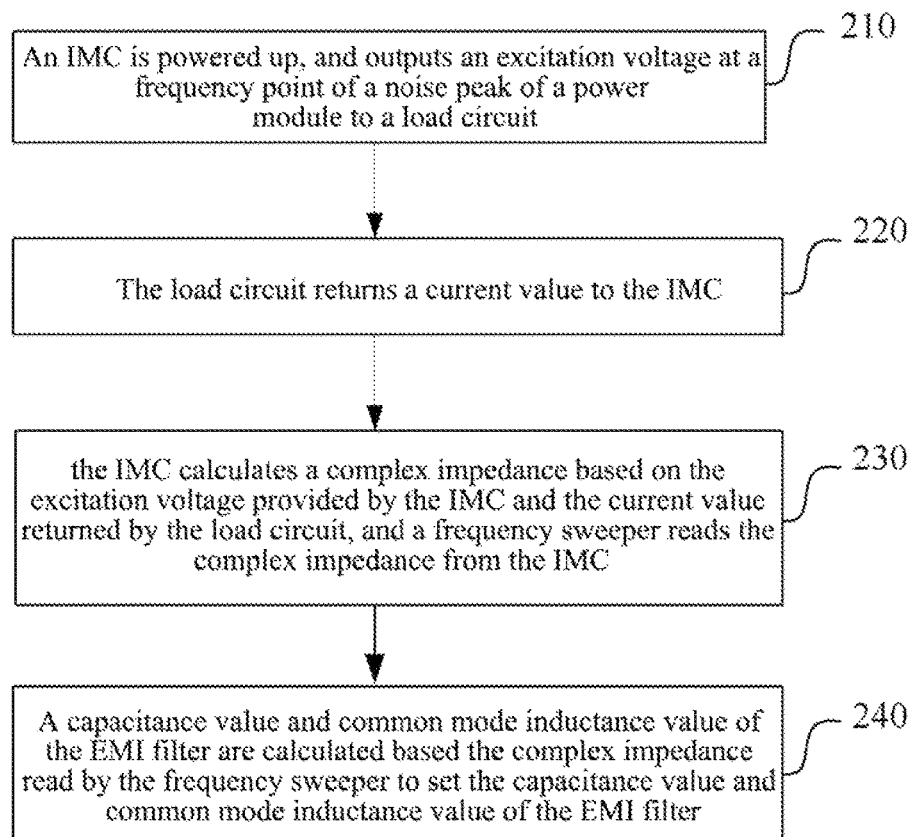 210
An IMC is powered up, and outputs an excitation voltage at a
frequency point of a noise peak of a power
module to a load circuit
220
The load circuit returns a current value to the IMC
230
the IMC calculates a complex impedance based on the
excitation voltage provided by the IMC and the current value
returned by the load circuit, and a frequency sweeper reads the
complex impedance from the IMC
240
A capacitance value and common mode inductance value of
the EMI filter are calculated based the complex impedance
read by the frequency sweeper to set the capacitance value and
common mode inductance value of the EMI filter